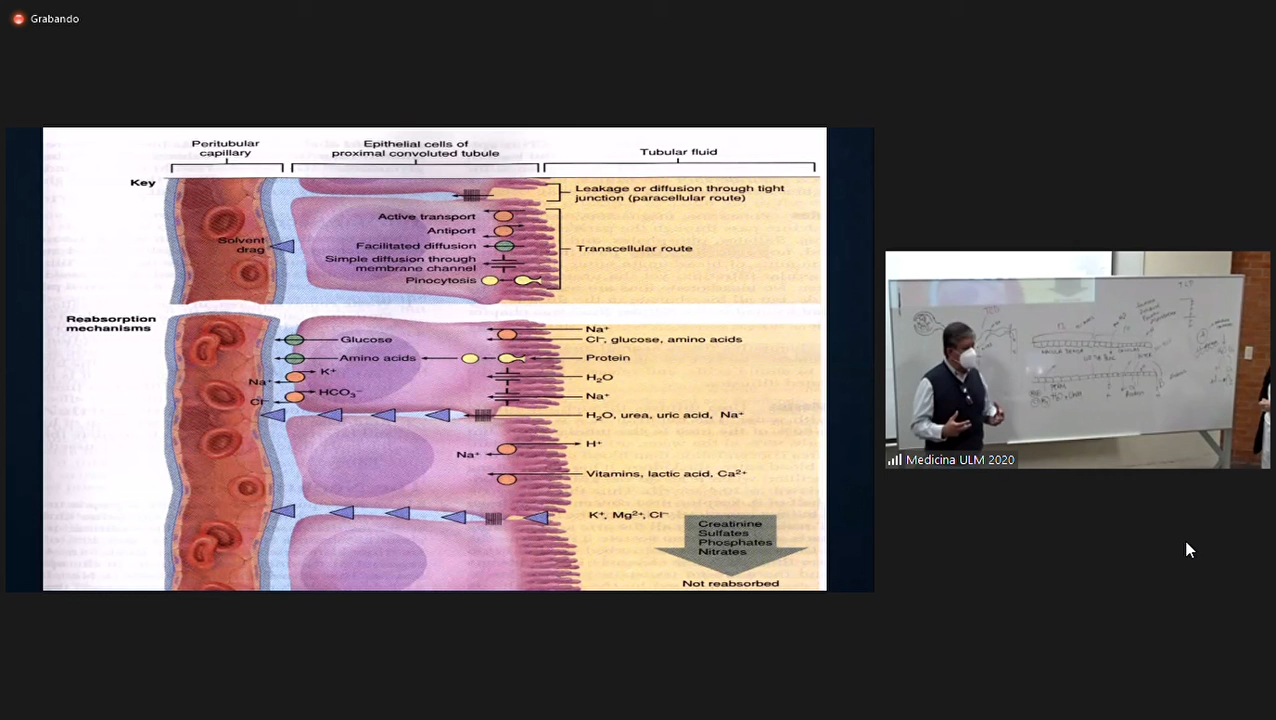 Grabando
Peritubular
capillary
Epithelial cells of
proximal convoluted tubule
Tubular fluid
Key
Leakage or diffusion through tight
junction (paracellular route)
Active transport
Antiport
Solvent
drag
Facilitated diffusion
Transcellular route
Simple diffusion through
membrane channel
Pinocytosis
Reabsorption
mechanisms
Na⁺
Glucose
Cl⁻, glucose, amino acids
Amino acids
Protein
K⁺
H₂O
Na⁺
HCO₃⁻
Na⁺
Cl⁻
H₂O, urea, uric acid, Na⁺
H⁺
Na⁺
Vitamins, lactic acid, Ca²⁺
K⁺, Mg²⁺, Cl⁻
Creatinine
Sulfates
Phosphates
Nitrates
Not reabsorbed
Medicina ULM 2020